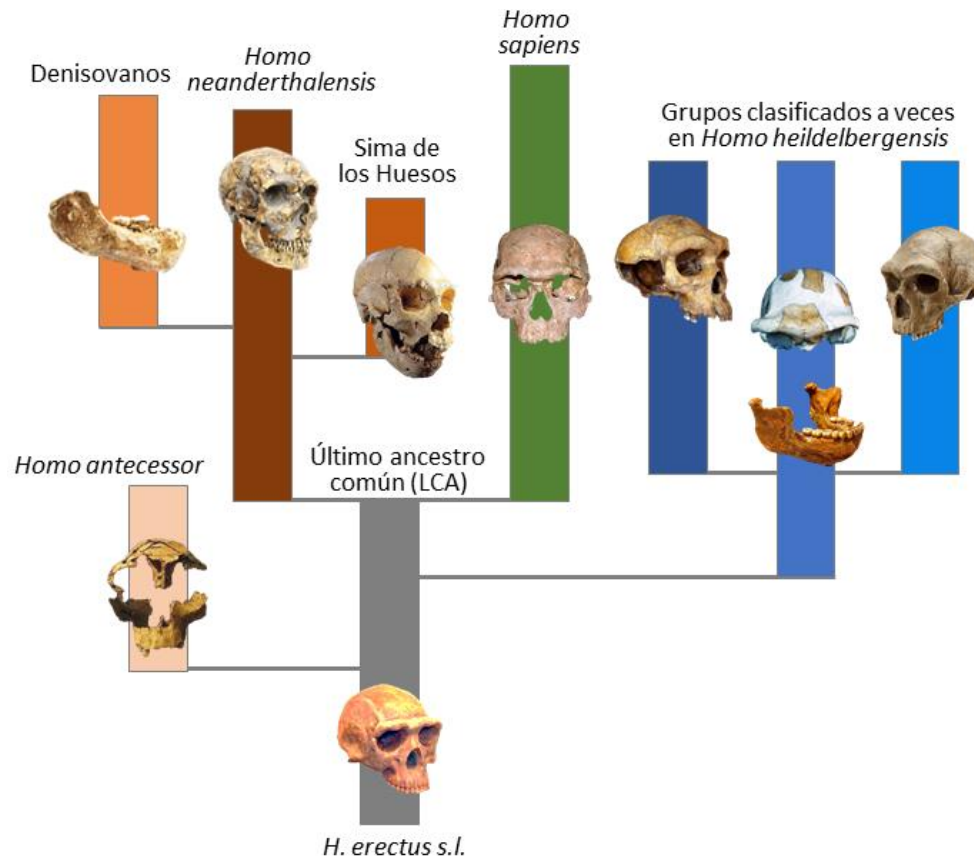 Denisovanos
Homo
neanderthalensis
Sima de
los Huesos
Homo
sapiens
Grupos clasificados a veces
en Homo heildelbergensis
Homo antecessor
Último ancestro
común (LCA)
H. erectus s.l.